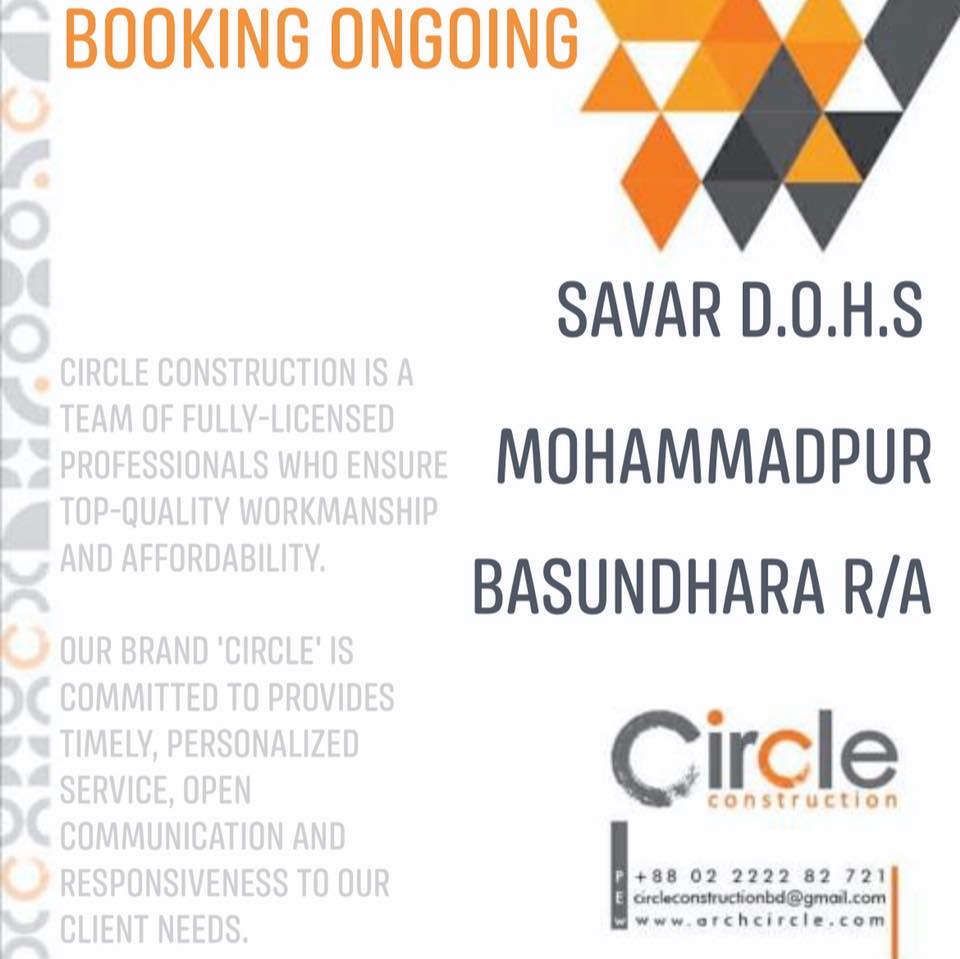 BOOKING ONGOING
SAVAR D.O.H.S
MOHAMMADPUR
BASUNDHARA R/A
CIRCLE CONSTRUCTION IS A
TEAM OF FULLY-LICENSED
PROFESSIONALS WHO ENSURE
TOP-QUALITY WORKMANSHIP
AND AFFORDABILITY.
OUR BRAND 'CIRCLE' IS
COMMITTED TO PROVIDES
TIMELY, PERSONALIZED
SERVICE, OPEN
COMMUNICATION AND
RESPONSIVENESS TO OUR
CLIENT NEEDS.
Circle
construction
P +88 02 2222 82 721
E circleconstructionbd@gmail.com
W www.archcircle.com